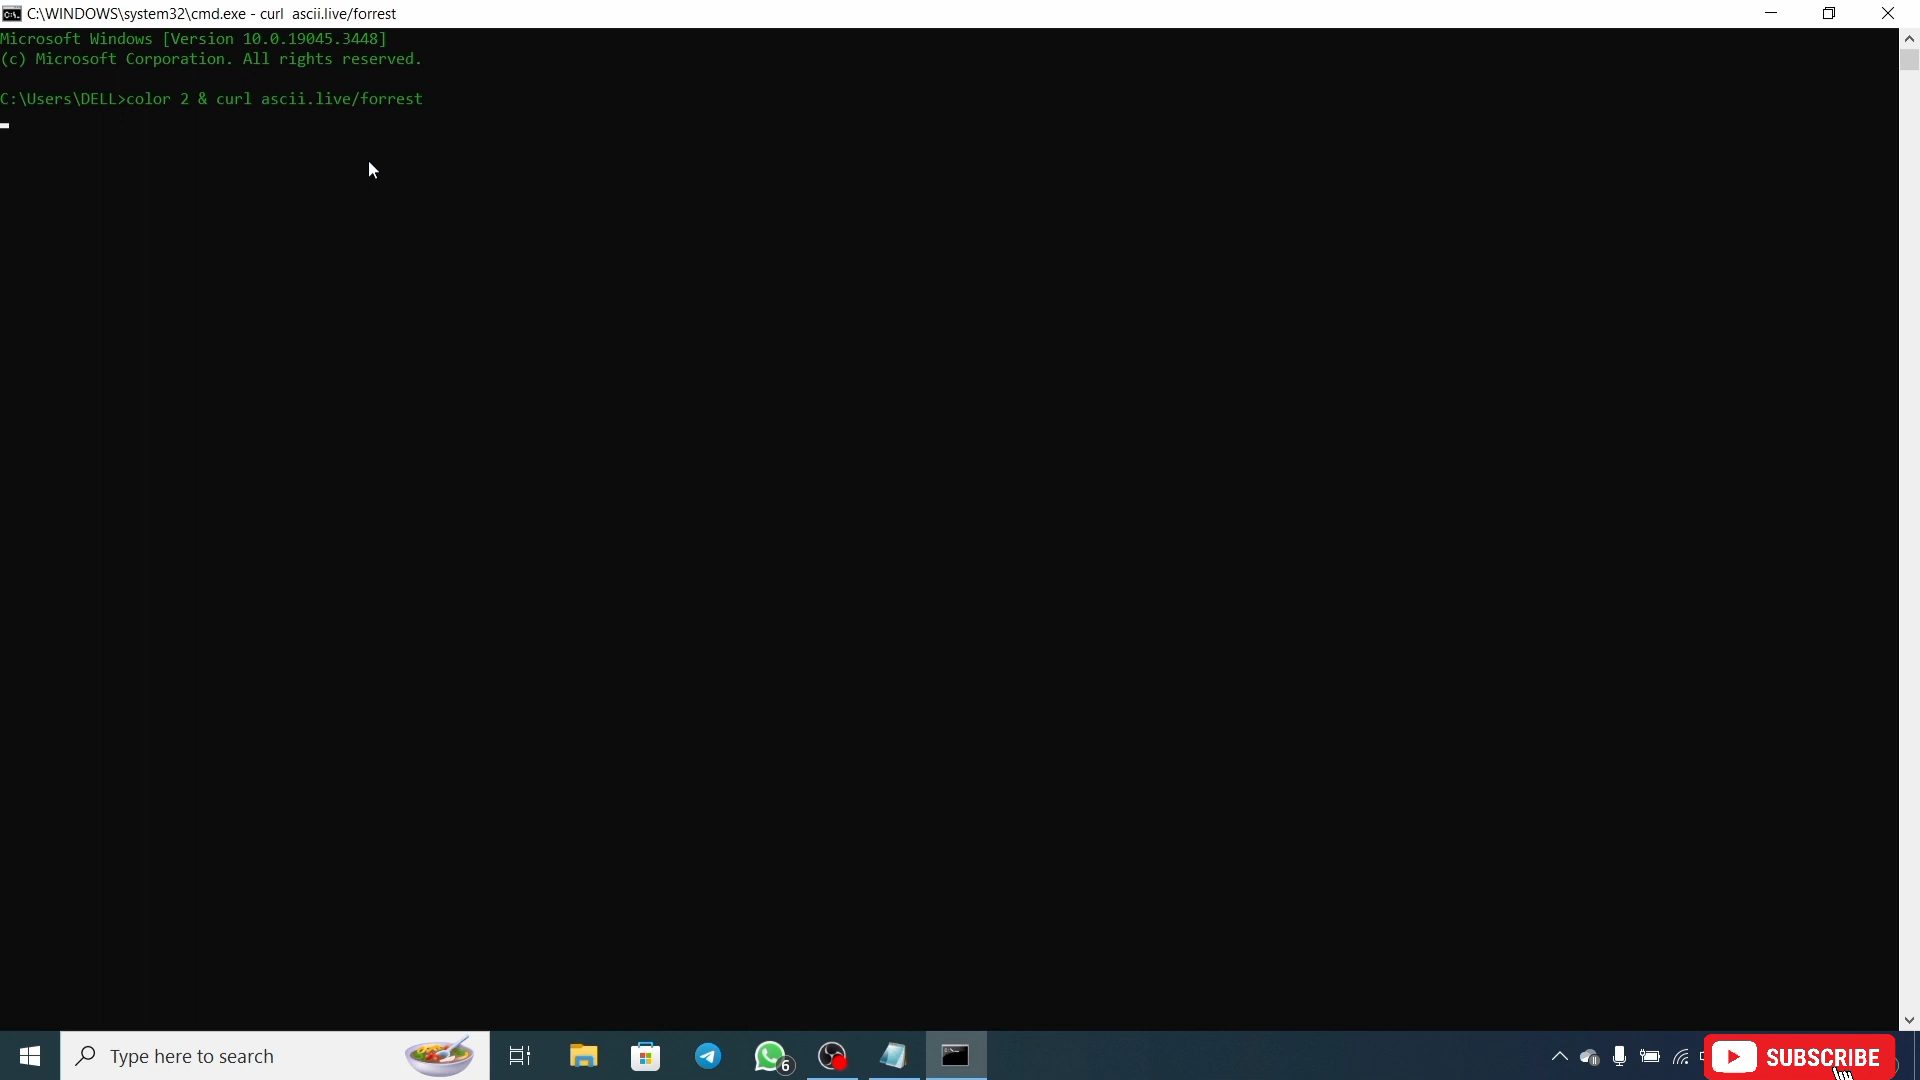 C:\WINDOWS\system32\cmd.exe - curl  ascii.live/forrest
Microsoft Windows [Version 10.0.19045.3448]
(c) Microsoft Corporation. All rights reserved.
C:\Users\DELL>color 2 & curl ascii.live/forrest
Type here to search
6
SUBSCRIBE